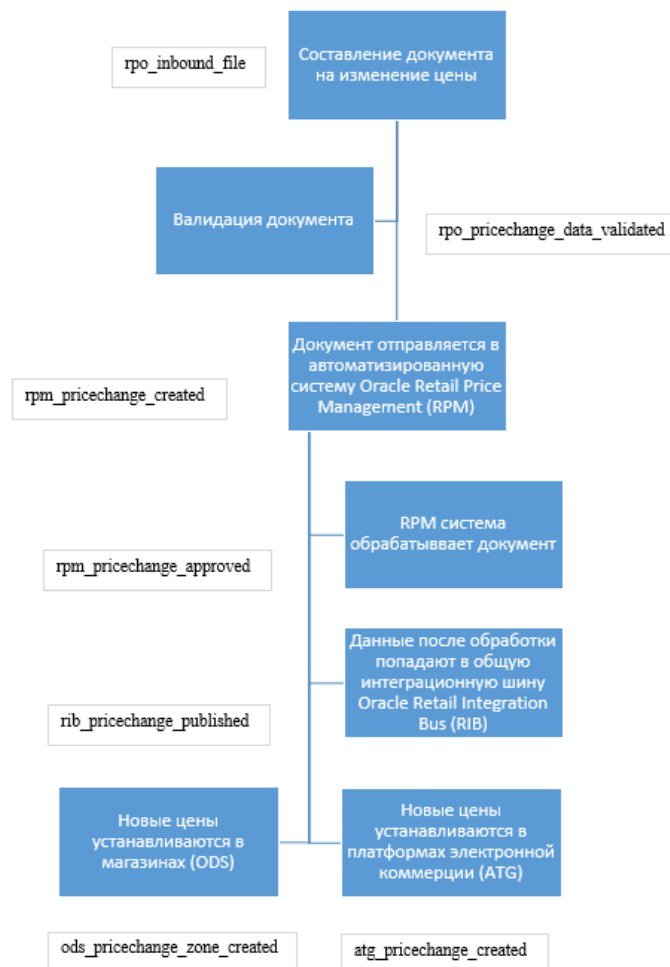 Составление документа
на изменение цены
rpo_inbound_file
Валидация документа
rpo_pricechange_data_validated
Документ отправляется в
автоматизированную
систему Oracle Retail Price
Management (RPM)
rpm_pricechange_created
RPM система
обрабатыввает документ
rpm_pricechange_approved
Данные после обработки
попадают в общую
интеграционную шину
Oracle Retail Integration
Bus (RIB)
rib_pricechange_published
Новые цены
устанавливаются в
магазинах (ODS)
Новые цены
устанавливаются в
платформах электронной
коммерции (ATG)
ods_pricechange_zone_created
atg_pricechange_created